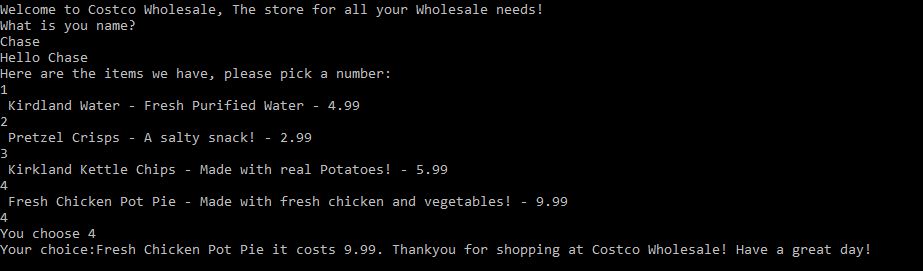 Welcome to Costco Wholesale, The store for all your Wholesale needs!
What is you name?
Chase
Hello Chase
Here are the items we have, please pick a number:
1
Kirdland Water - Fresh Purified Water - 4.99
2
Pretzel Crisps - A salty snack! - 2.99
3
Kirkland Kettle Chips - Made with real Potatoes! - 5.99
4
Fresh Chicken Pot Pie - Made with fresh chicken and vegetables! - 9.99
4
You choose 4
Your choice:Fresh Chicken Pot Pie it costs 9.99. Thankyou for shopping at Costco Wholesale! Have a great day!